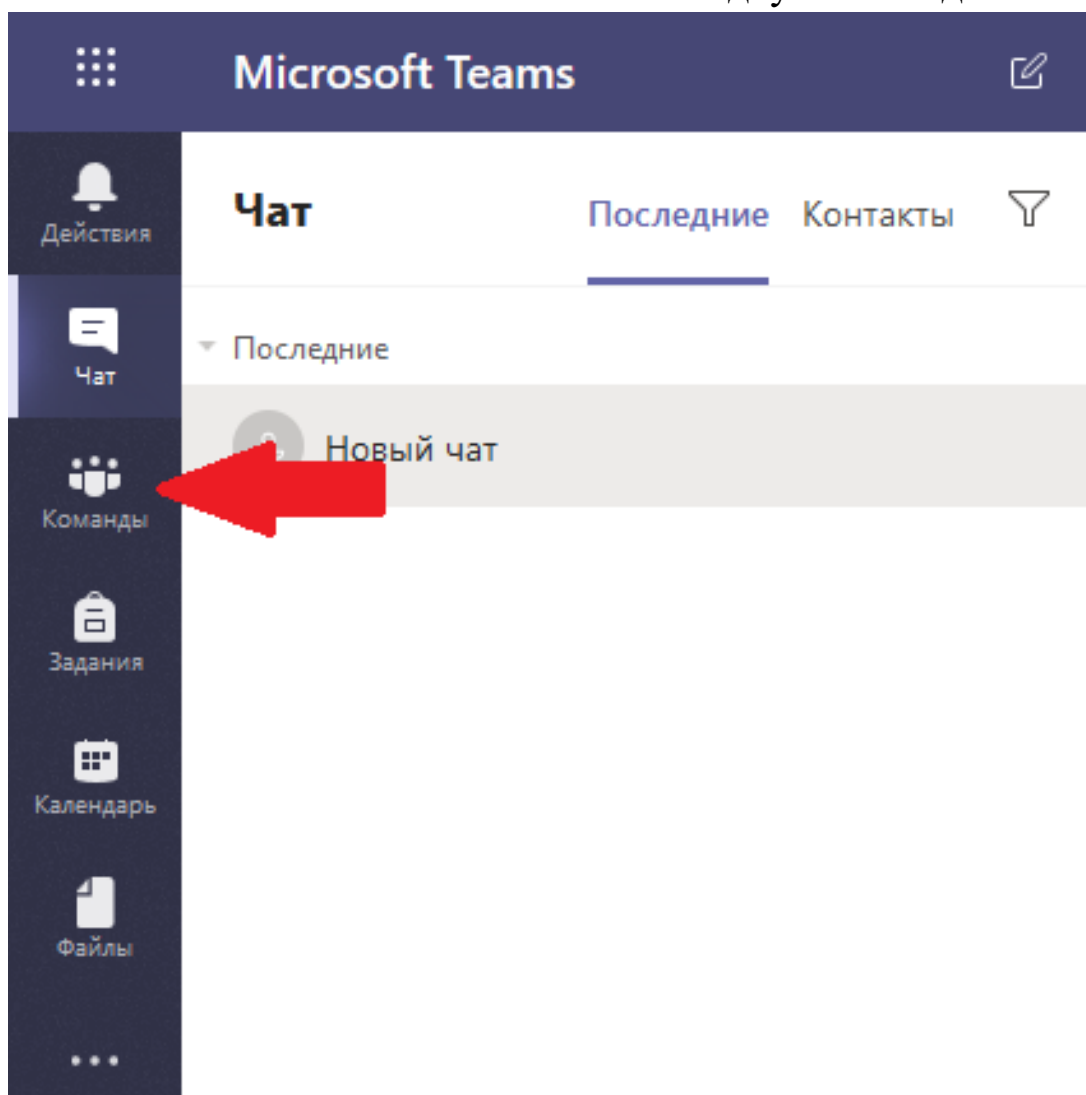 Microsoft Teams
Действия
Чат
Последние Контакты
Чат
Последние
Новый чат
Команды
Задания
Календарь
Файлы